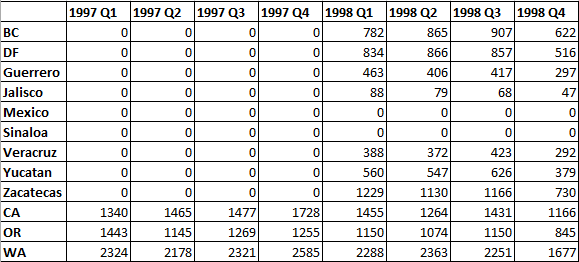 1997 Q1 1997 Q2 1997 Q3 1997 Q4 1998 Q1 1998 Q2 1998 Q3 1998 Q4
BC 0 0 0 0 782 865 907 622
DF 0 0 0 0 834 866 857 516
Guerrero 0 0 0 0 463 406 417 297
Jalisco 0 0 0 0 88 79 68 47
Mexico 0 0 0 0 0 0 0 0
Sinaloa 0 0 0 0 0 0 0 0
Veracruz 0 0 0 0 388 372 423 292
Yucatan 0 0 0 0 560 547 626 379
Zacatecas 0 0 0 0 1229 1130 1166 730
CA 1340 1465 1477 1728 1455 1264 1431 1166
OR 1443 1145 1269 1255 1150 1074 1150 845
WA 2324 2178 2321 2585 2288 2363 2251 1677